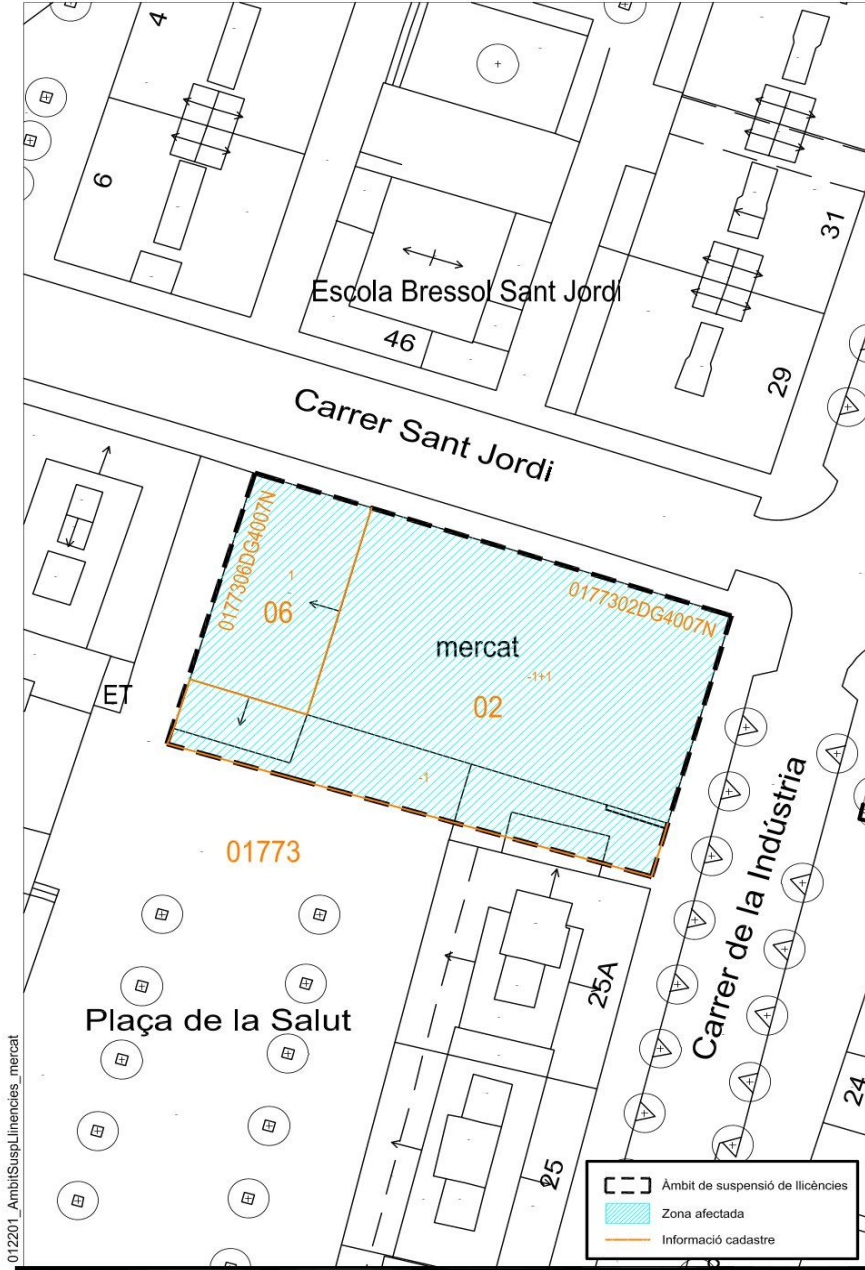 4
6
31
Escola Bressol Sant Jordi
46
29
Carrer Sant Jordi
0177306DG4007N
0177302DG4007N
1
06
mercat
-1+1
02
ET
-1
01773
Carrer de la Indústria
25A
Plaça de la Salut
24
25
012201_AmbitSuspLlinencies_mercat
Àmbit de suspensió de llicències
Zona afectada
Informació cadastre